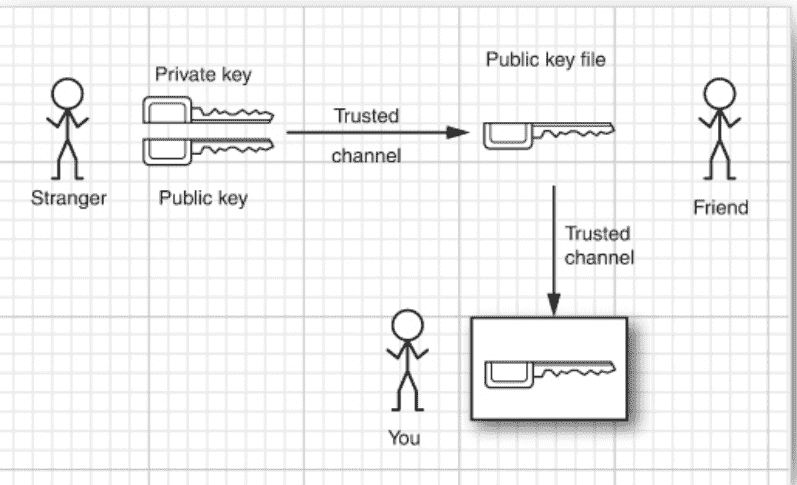 Private key
Public key file
Trusted
channel
Stranger
Public key
Friend
Trusted
channel
You